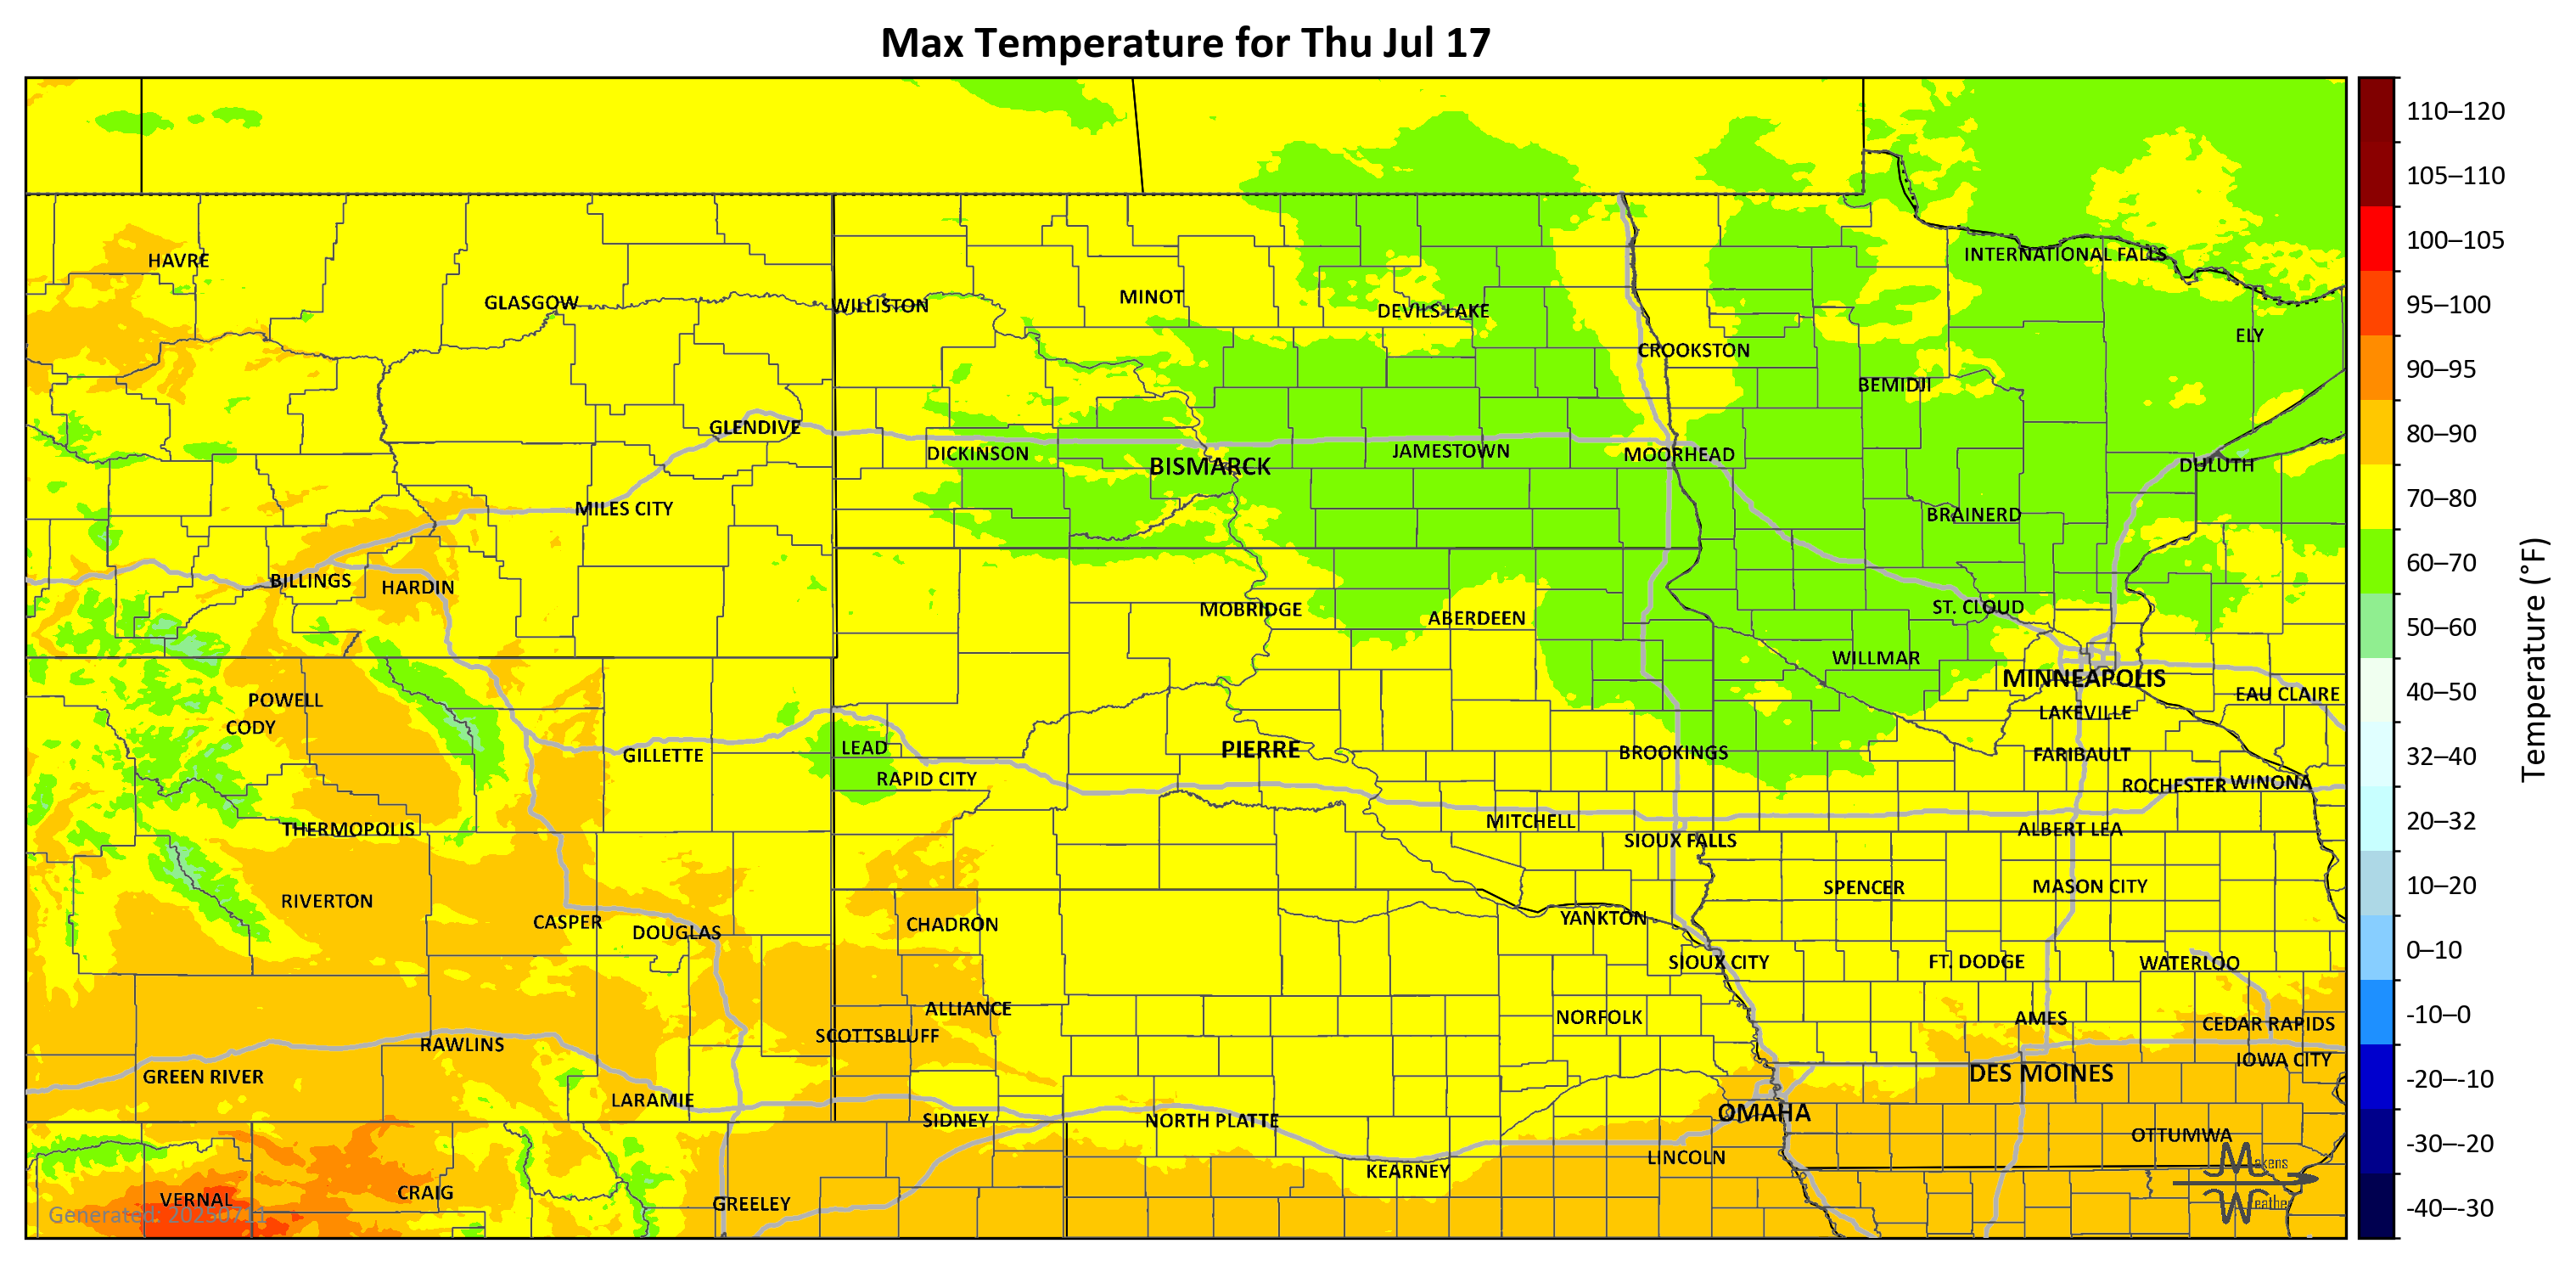 Max Temperature for Thu Jul 17
HAVRE
GLASGOW
WILLISTON
MINOT
DEVILS LAKE
CROOKSTON
INTERNATIONAL FALLS
ELY
BEMIDJI
GLENDIVE
DICKINSON
BISMARCK
JAMESTOWN
MOORHEAD
DULUTH
MILES CITY
BRAINERD
BILLINGS
HARDIN
MOBRIDGE
ABERDEEN
ST. CLOUD
WILLMAR
MINNEAPOLIS
EAU CLAIRE
POWELL
CODY
LAKEVILLE
GILLETTE
LEAD
PIERRE
BROOKINGS
FARIBAULT
RAPID CITY
ROCHESTER
WINONA
THERMOPOLIS
MITCHELL
SIOUX FALLS
ALBERT LEA
RIVERTON
SPENCER
MASON CITY
CASPER
DOUGLAS
CHADRON
YANKTON
SIOUX CITY
FT. DODGE
WATERLOO
ALLIANCE
NORFOLK
AMES
CEDAR RAPIDS
SCOTTSBLUFF
RAWLINS
IOWA CITY
GREEN RIVER
DES MOINES
LARAMIE
SIDNEY
NORTH PLATTE
OMAHA
OTTUMWA
KEARNEY
LINCOLN
VERNAL
CRAIG
GREELEY
Generated: 20250711
Makens
Weather
110–120
105–110
100–105
95–100
90–95
80–90
70–80
60–70
50–60
40–50
32–40
20–32
10–20
0–10
-10–0
-20–-10
-30–-20
-40–-30
Temperature (°F)